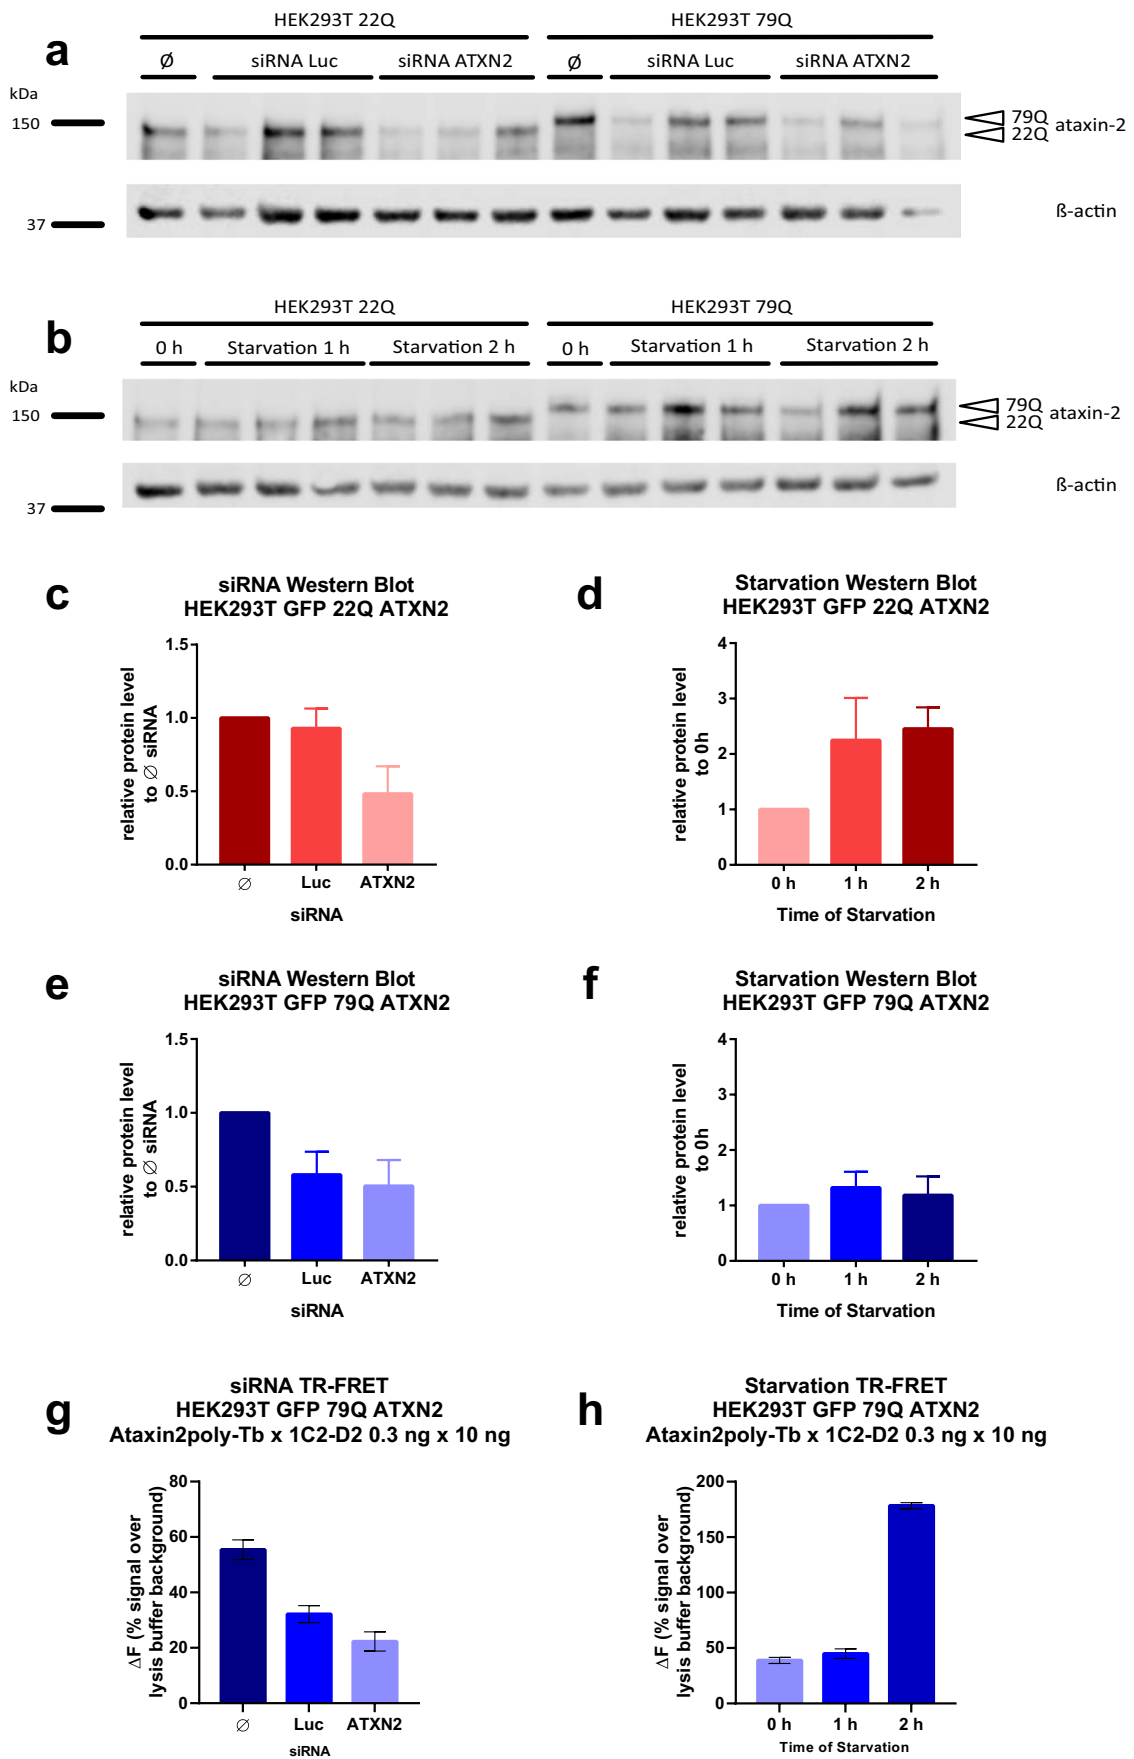 a
HEK293T 22Q HEK293T 79Q
Ø siRNA Luc siRNA ATXN2 Ø siRNA Luc siRNA ATXN2
kDa
150
79Q
22Q
ataxin-2
37
ß-actin
b
HEK293T 22Q HEK293T 79Q
0 h Starvation 1 h Starvation 2 h 0 h Starvation 1 h Starvation 2 h
kDa
150
79Q
22Q
ataxin-2
37
ß-actin
c
siRNA Western Blot
HEK293T GFP 22Q ATXN2
relative protein level
to ∅ siRNA
1.5
1.0
0.5
0.0
∅ Luc ATXN2
siRNA
d
Starvation Western Blot
HEK293T GFP 22Q ATXN2
relative protein level
to 0h
4
3
2
1
0
0 h 1 h 2 h
Time of Starvation
e
siRNA Western Blot
HEK293T GFP 79Q ATXN2
relative protein level
to ∅ siRNA
1.5
1.0
0.5
0.0
∅ Luc ATXN2
siRNA
f
Starvation Western Blot
HEK293T GFP 79Q ATXN2
relative protein level
to 0h
4
3
2
1
0
0 h 1 h 2 h
Time of Starvation
g
siRNA TR-FRET
HEK293T GFP 79Q ATXN2
Ataxin2poly-Tb x 1C2-D2 0.3 ng x 10 ng
ΔF (% signal over
lysis buffer background)
80
60
40
20
0
∅ Luc ATXN2
siRNA
h
Starvation TR-FRET
HEK293T GFP 79Q ATXN2
Ataxin2poly-Tb x 1C2-D2 0.3 ng x 10 ng
ΔF (% signal over
lysis buffer background)
200
150
100
50
0
0 h 1 h 2 h
Time of Starvation